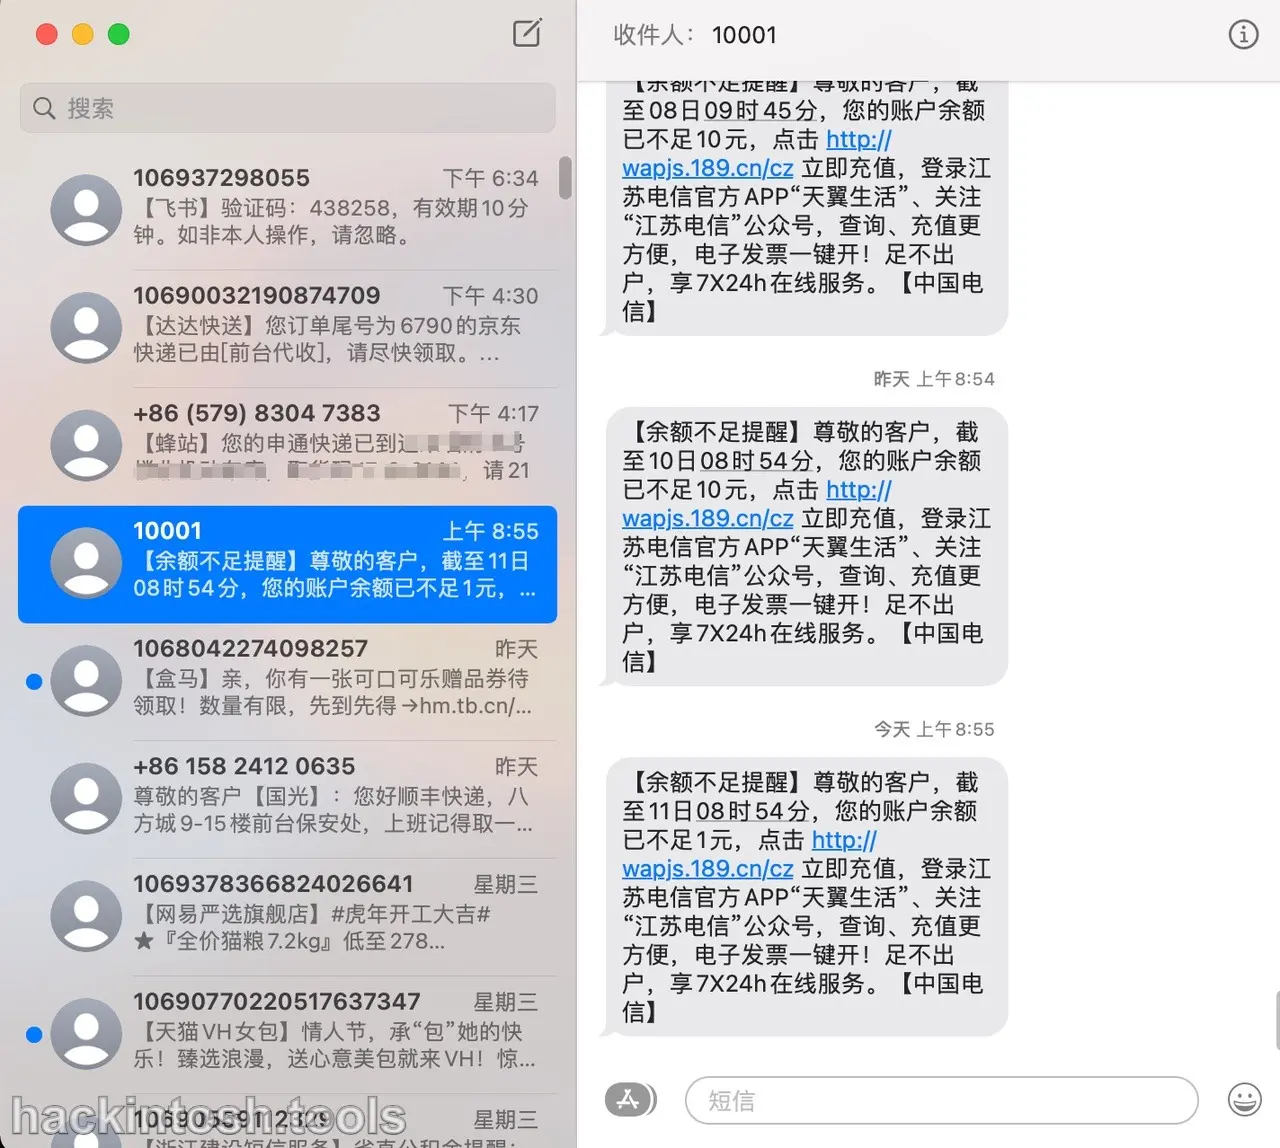 搜索
106937298055 下午 6:34
【飞书】验证码：438258，有效期10分
钟。如非本人操作，请忽略。
10690032190874709 下午 4:30
【达达快送】您订单尾号为6790的京东
快递已由[前台代收]，请尽快领取。...
+86 (579) 8304 7383 下午 4:17
【蜂站】您的申通快递已到
，请21
10001 上午 8:55
【余额不足提醒】尊敬的客户，截至11日
08时54分，您的账户余额已不足1元，...
1068042274098257 昨天
【盒马】亲，你有一张可口可乐赠品券待
领取！数量有限，先到先得→hm.tb.cn/...
+86 158 2412 0635 昨天
尊敬的客户【国光】：您好顺丰快递，八
方城9-15楼前台保安处，上班记得取一...
1069378366824026641 星期三
【网易严选旗舰店】#虎年开工大吉#
★『全价猫粮7.2kg』低至278...
10690770220517637347 星期三
【天猫VH女包】情人节，承“包”她的快
乐！臻选浪漫，送心意美包就来VH！惊...
星期三
hackintosh.tools
收件人： 10001
【余额不足提醒】尊敬的客户，截
至08日09时45分，您的账户余额
已不足10元，点击 http://
wapjs.189.cn/cz 立即充值，登录江
苏电信官方APP“天翼生活”、关注
“江苏电信”公众号，查询、充值更
方便，电子发票一键开！足不出
户，享7X24h在线服务。【中国电
信】
昨天 上午8:54
【余额不足提醒】尊敬的客户，截
至10日08时54分，您的账户余额
已不足10元，点击 http://
wapjs.189.cn/cz 立即充值，登录江
苏电信官方APP“天翼生活”、关注
“江苏电信”公众号，查询、充值更
方便，电子发票一键开！足不出
户，享7X24h在线服务。【中国电
信】
今天 上午8:55
【余额不足提醒】尊敬的客户，截
至11日08时54分，您的账户余额
已不足1元，点击 http://
wapjs.189.cn/cz 立即充值，登录江
苏电信官方APP“天翼生活”、关注
“江苏电信”公众号，查询、充值更
方便，电子发票一键开！足不出
户，享7X24h在线服务。【中国电
信】
短信